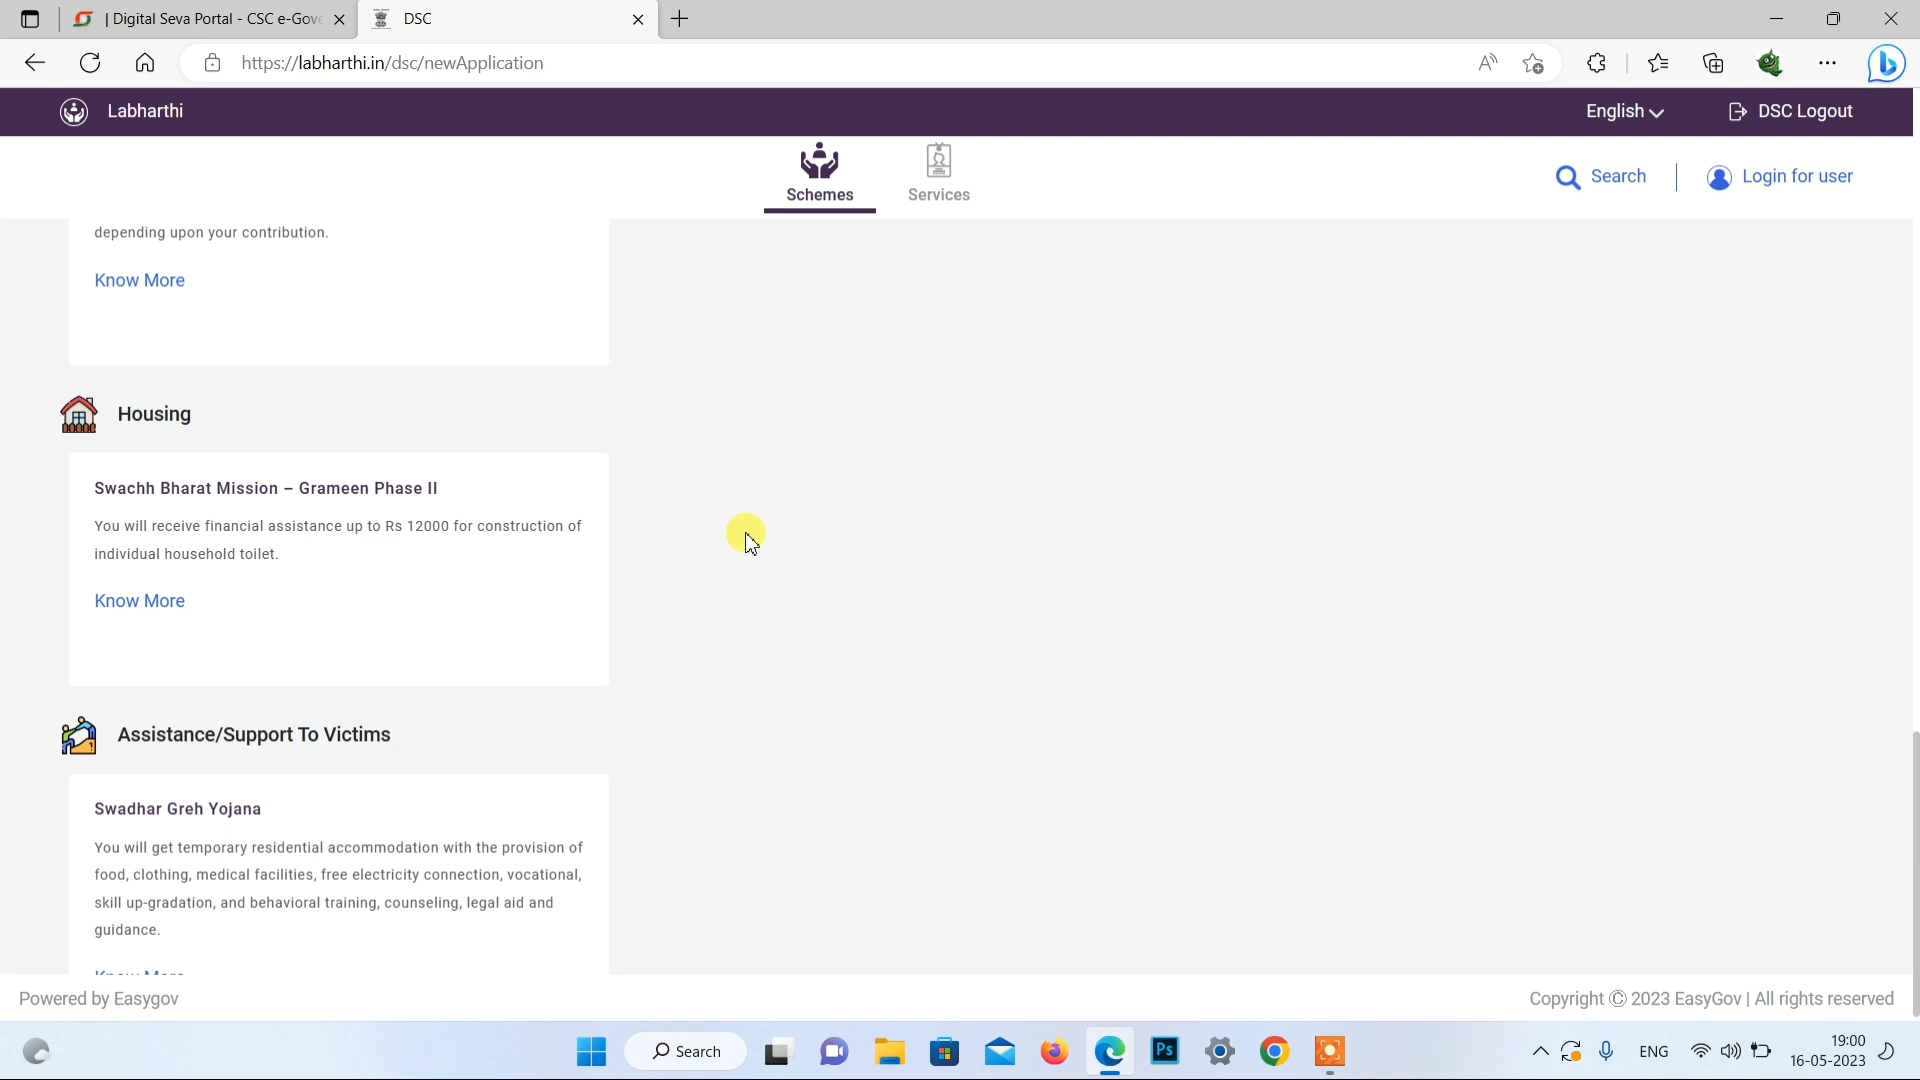 | Digital Seva Portal - CSC e-Gove
DSC
https://labharthi.in/dsc/newApplication
Labharthi
English
DSC Logout
Schemes
Services
Search
Login for user
depending upon your contribution.
Know More
Housing
Swachh Bharat Mission – Grameen Phase II
You will receive financial assistance up to Rs 12000 for construction of
individual household toilet.
Know More
Assistance/Support To Victims
Swadhar Greh Yojana
You will get temporary residential accommodation with the provision of
food, clothing, medical facilities, free electricity connection, vocational,
skill up-gradation, and behavioral training, counseling, legal aid and
guidance.
Know More
Powered by Easygov
Copyright © 2023 EasyGov | All rights reserved
Search
Ps
ENG
19:00
16-05-2023